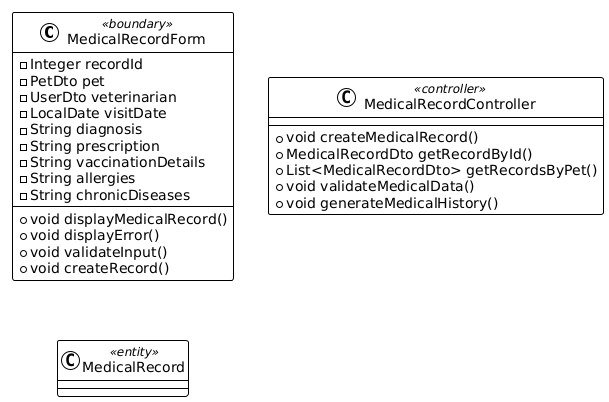 «boundary»
C MedicalRecordForm
Integer recordId
PetDto pet
UserDto veterinarian
LocalDate visitDate
String diagnosis
String prescription
String vaccinationDetails
String allergies
String chronicDiseases
void displayMedicalRecord()
void displayError()
void validateInput()
void createRecord()
«controller»
C MedicalRecordController
void createMedicalRecord()
MedicalRecordDto getRecordById()
List<MedicalRecordDto> getRecordsByPet()
void validateMedicalData()
void generateMedicalHistory()
«entity»
C MedicalRecord